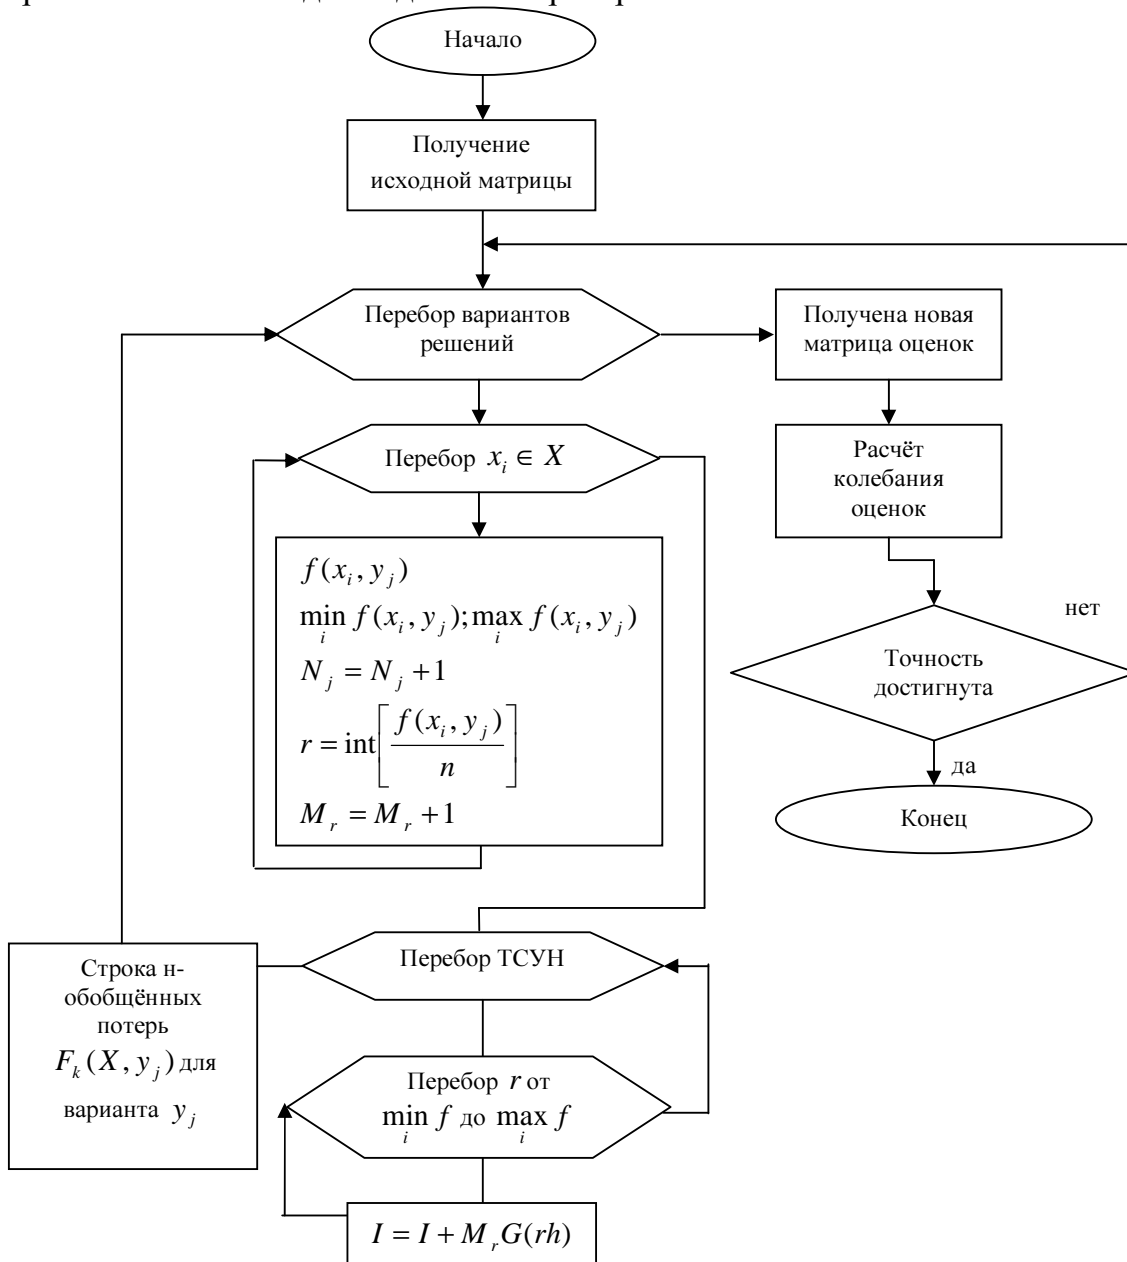 Начало
Получение
исходной матрицы
Перебор вариантов
решений
Получена новая
матрица оценок
Перебор x_i ∈ X
Расчёт
колебания
оценок
f(x_i, y_j)
min_i f(x_i, y_j); max_i f(x_i, y_j)
N_j = N_j + 1
r = int[f(x_i, y_j) / n]
M_r = M_r + 1
нет
Точность
достигнута
да
Конец
Перебор ТСУН
Строка н-
обобщённых
потерь
F_k(X, y_j) для
варианта y_j
Перебор r от
min_i f до max_i f
I = I + M_r G(rh)